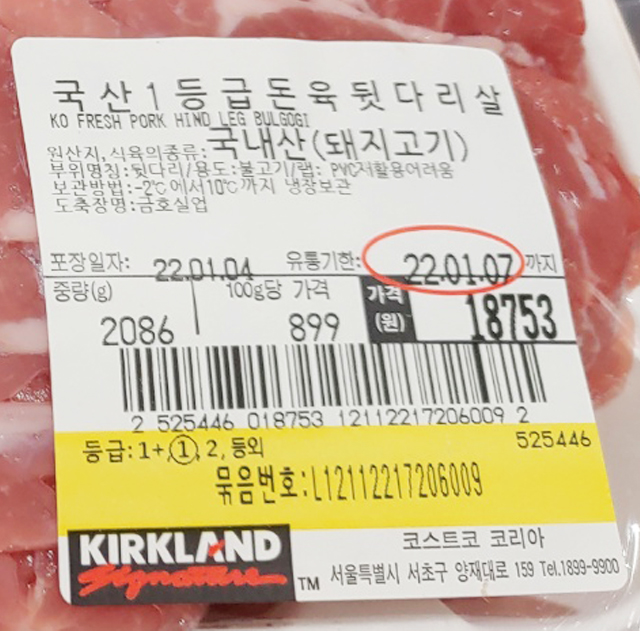 국산1등급돈육뒷다리살
KO FRESH PORK HIND LEG BULGOGI
원산지,식육의종류:국내산(돼지고기)
부위명칭:뒷다리/용도:불고기/랩: PVC재활용어려움
보관방법:-2℃에서10℃까지 냉장보관
도축장명:금호실업
포장일자: 22.01.04 유통기한: 22.01.07 까지
중량(g) 100g당 가격 가격(원)
2086 899 18753
2 525446 018753 12112217206009 2
등급:1+,①,2,등외 525446
묶음번호:L12112217206009
KIRKLAND 코스트코 코리아
Signature TM 서울특별시 서초구 양재대로 159 Tel.1899-9900